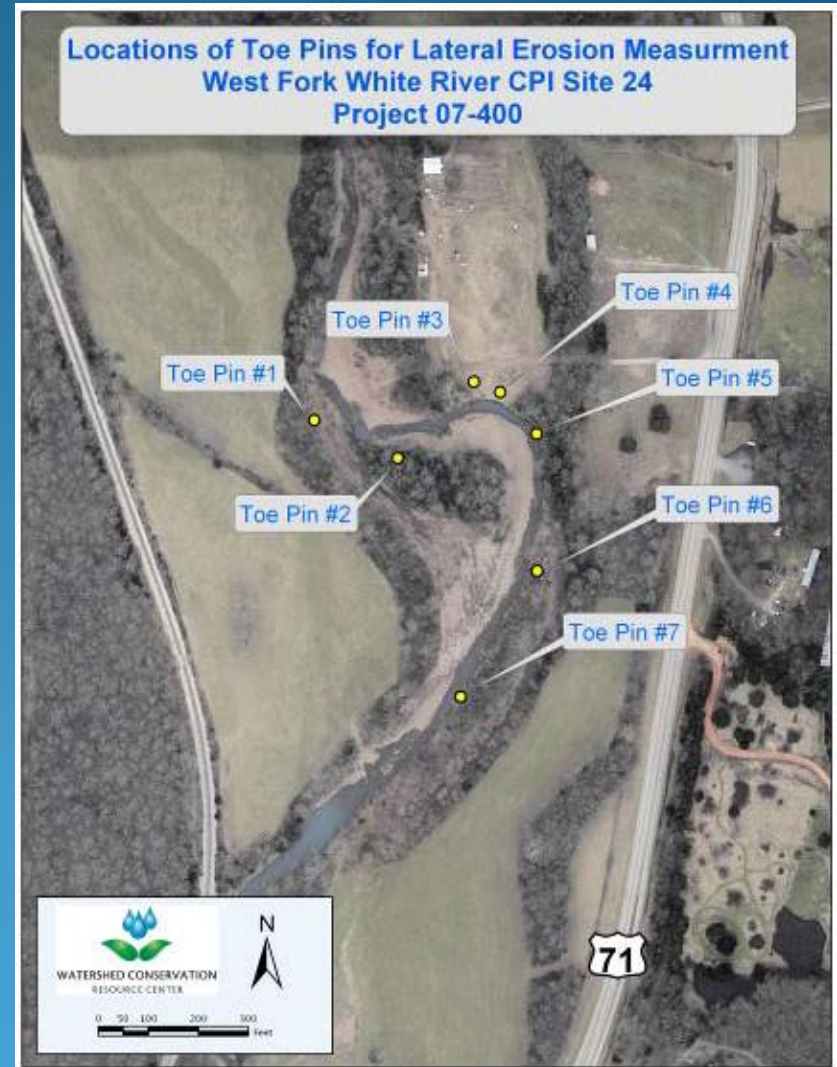 Locations of Toe Pins for Lateral Erosion Measurment
West Fork White River CPI Site 24
Project 07-400
Toe Pin #4
Toe Pin #3
Toe Pin #1
Toe Pin #5
Toe Pin #2
Toe Pin #6
Toe Pin #7
71
WATERSHED CONSERVATION
RESOURCE CENTER
N
0 50 100 200 300
Feet